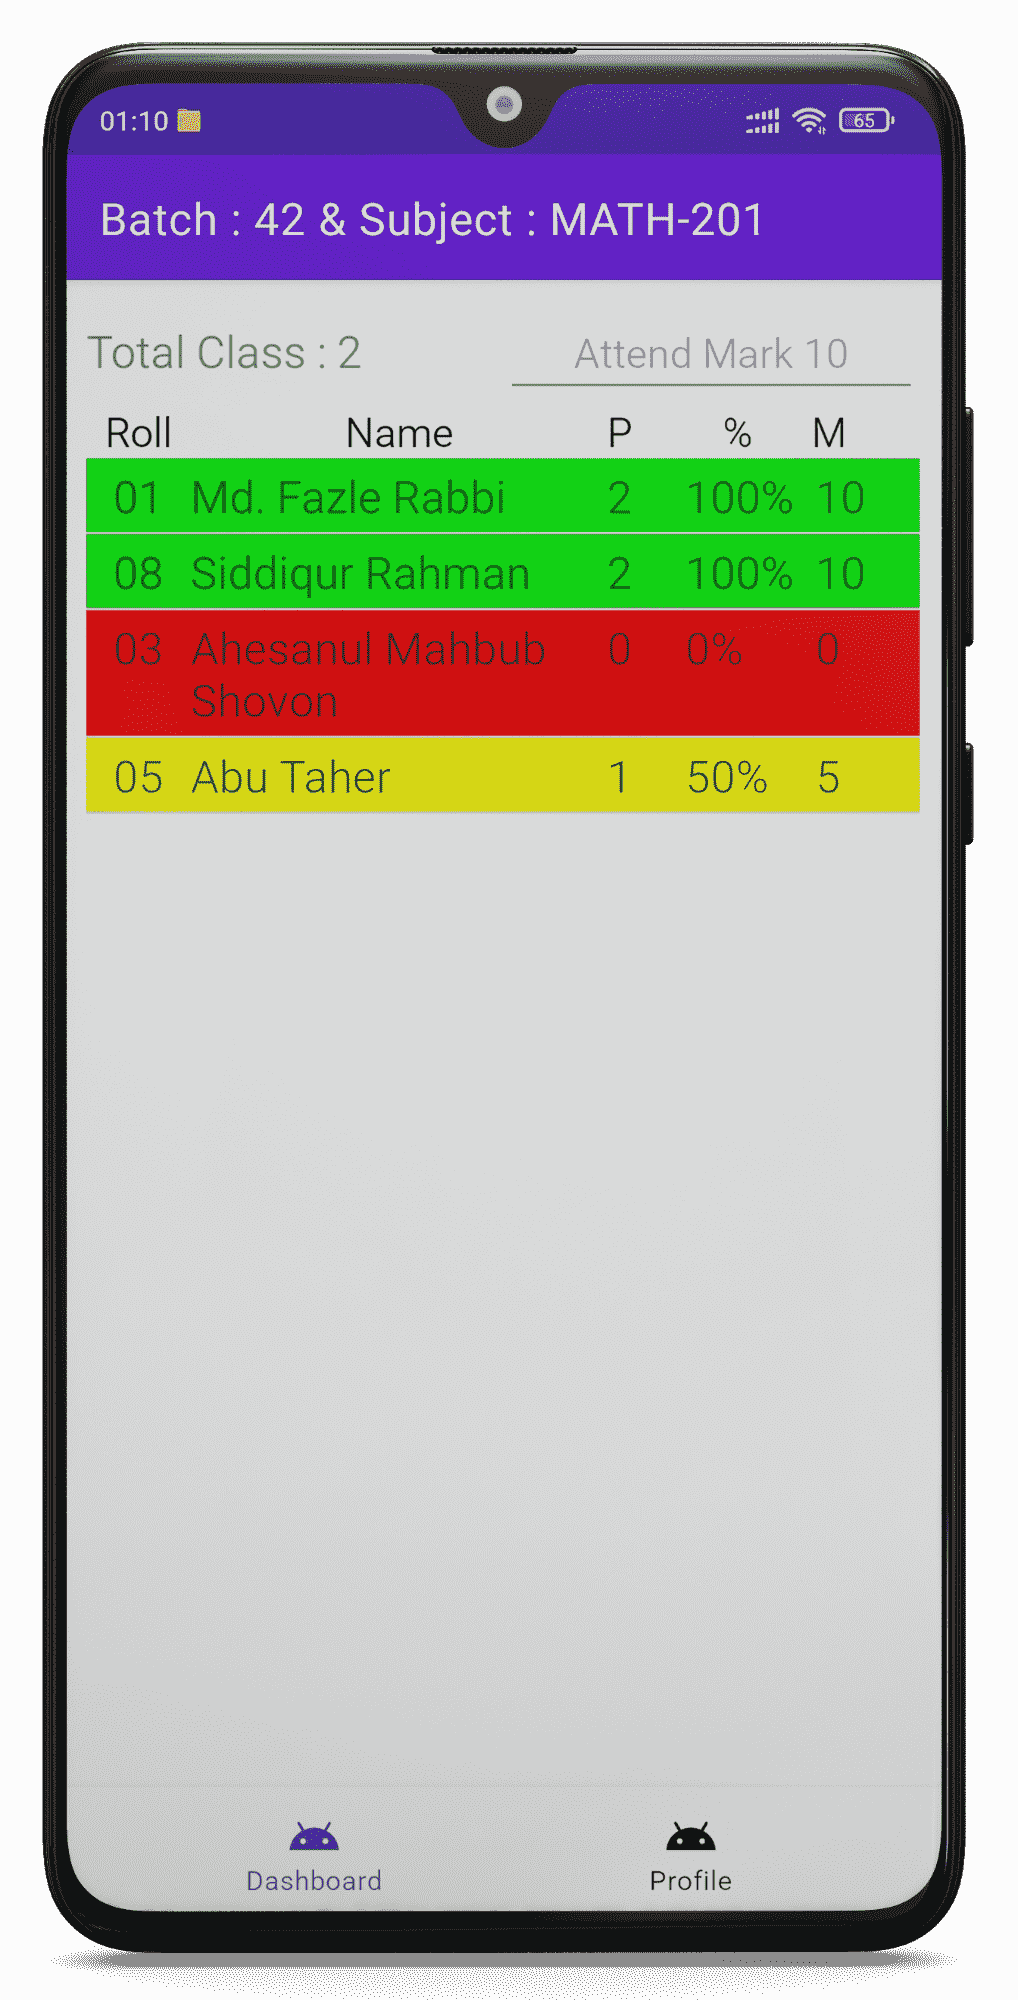 01:10 65
Batch : 42 & Subject : MATH-201
Total Class : 2 Attend Mark 10
Roll Name P % M
01 Md. Fazle Rabbi 2 100% 10
08 Siddiqur Rahman 2 100% 10
03 Ahesanul Mahbub 0 0% 0
Shovon
05 Abu Taher 1 50% 5
Dashboard Profile